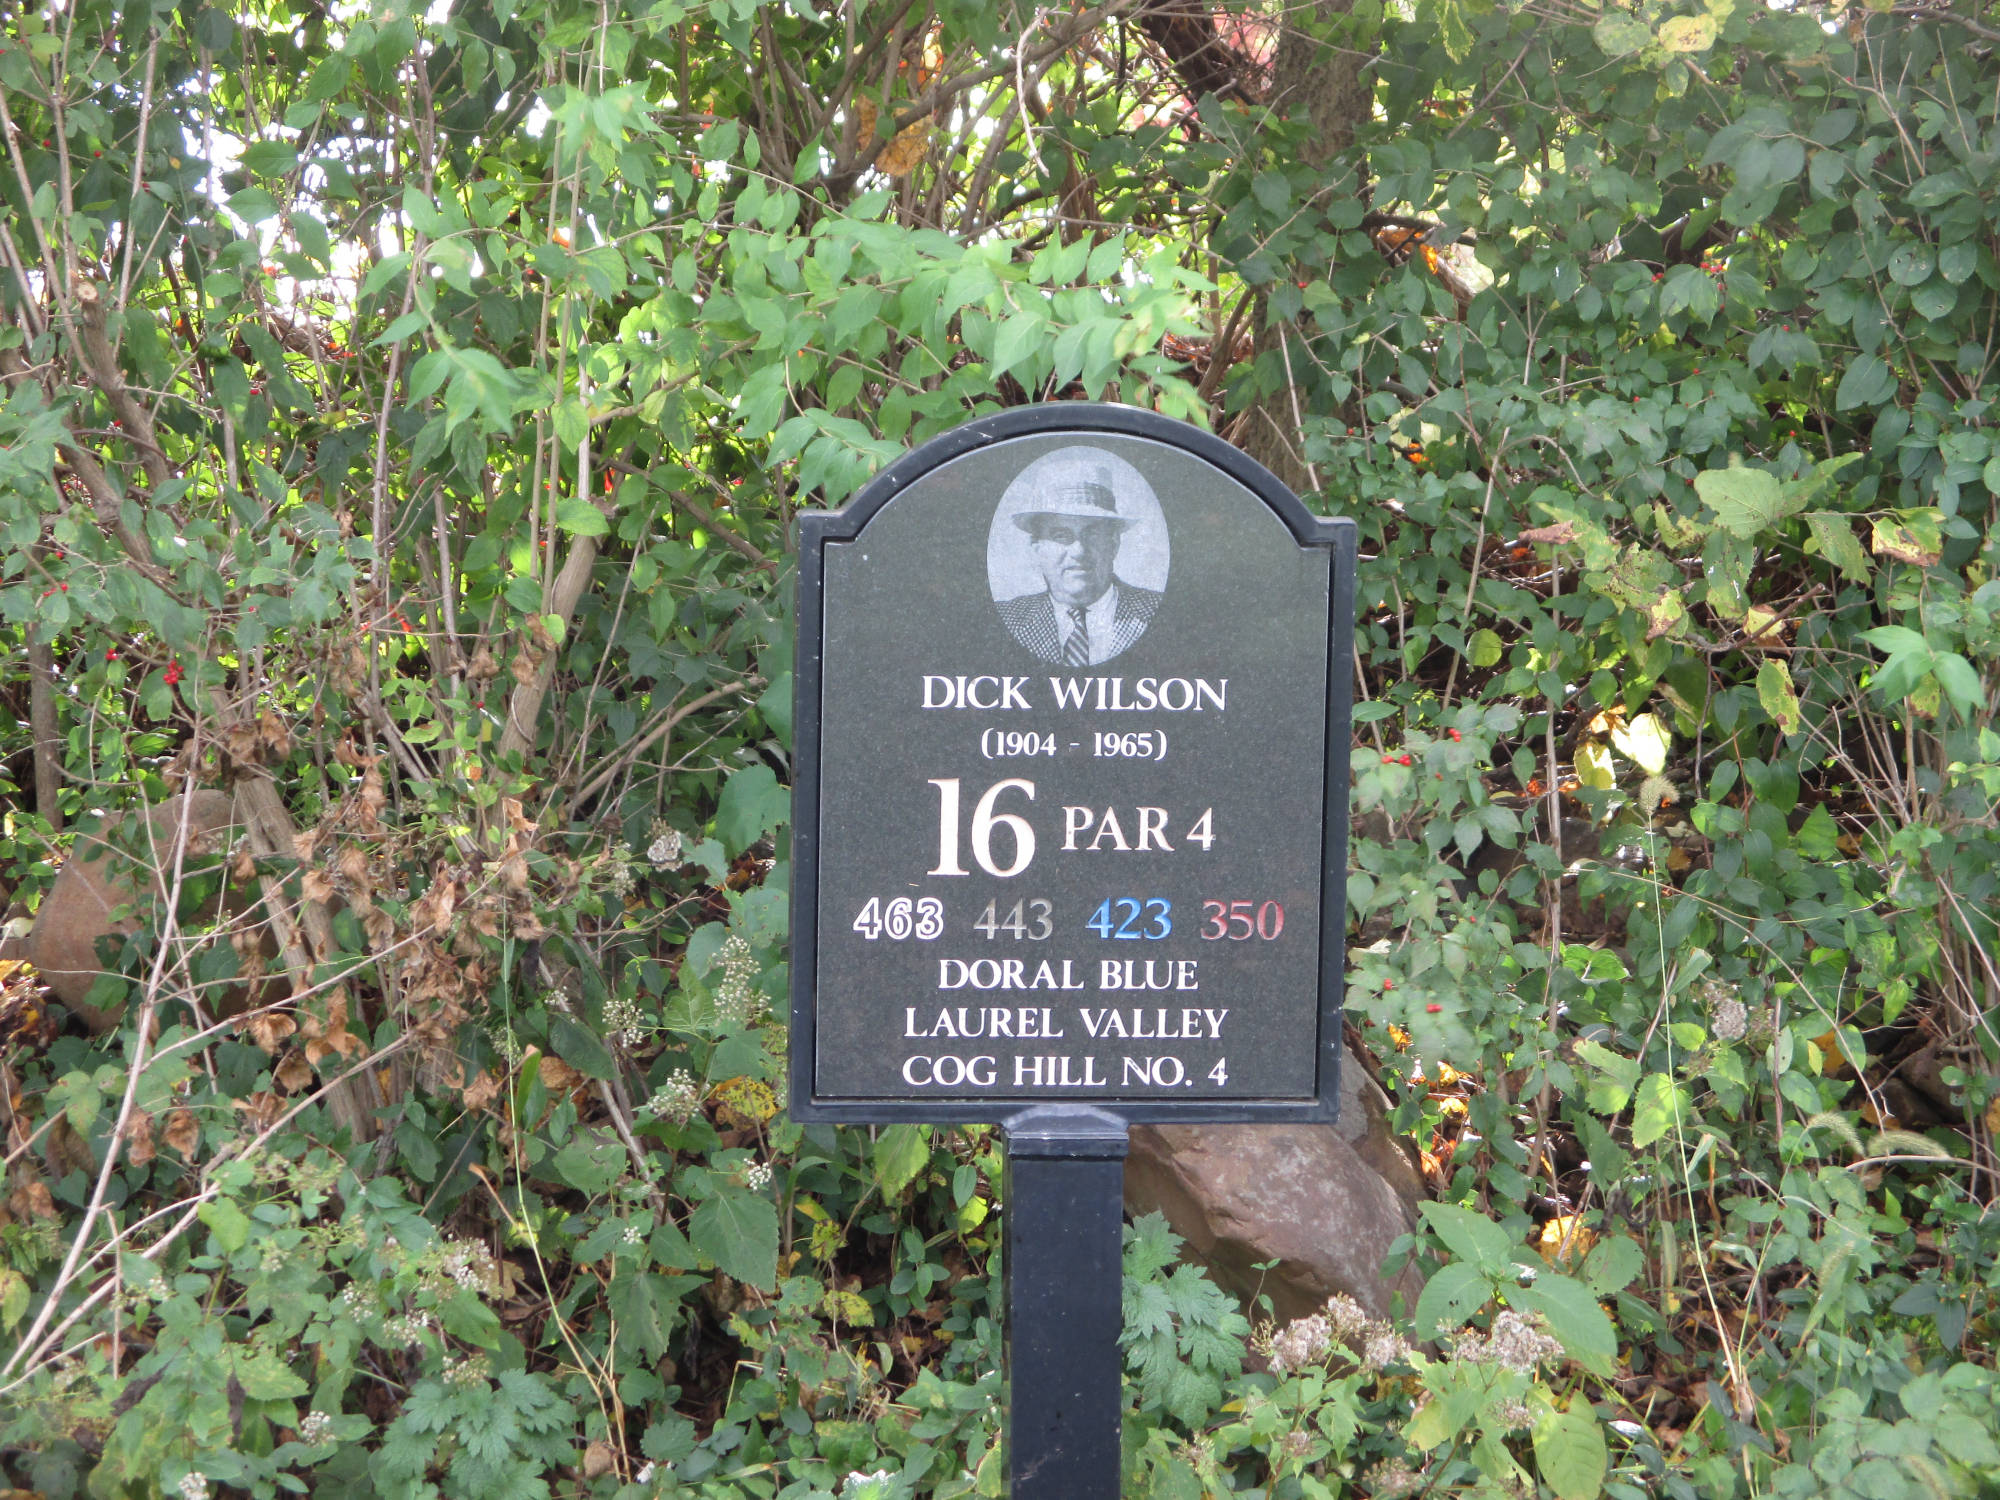 DICK WILSON
(1904 - 1965)
16 PAR 4
463 443 423 350
DORAL BLUE
LAUREL VALLEY
COG HILL NO. 4